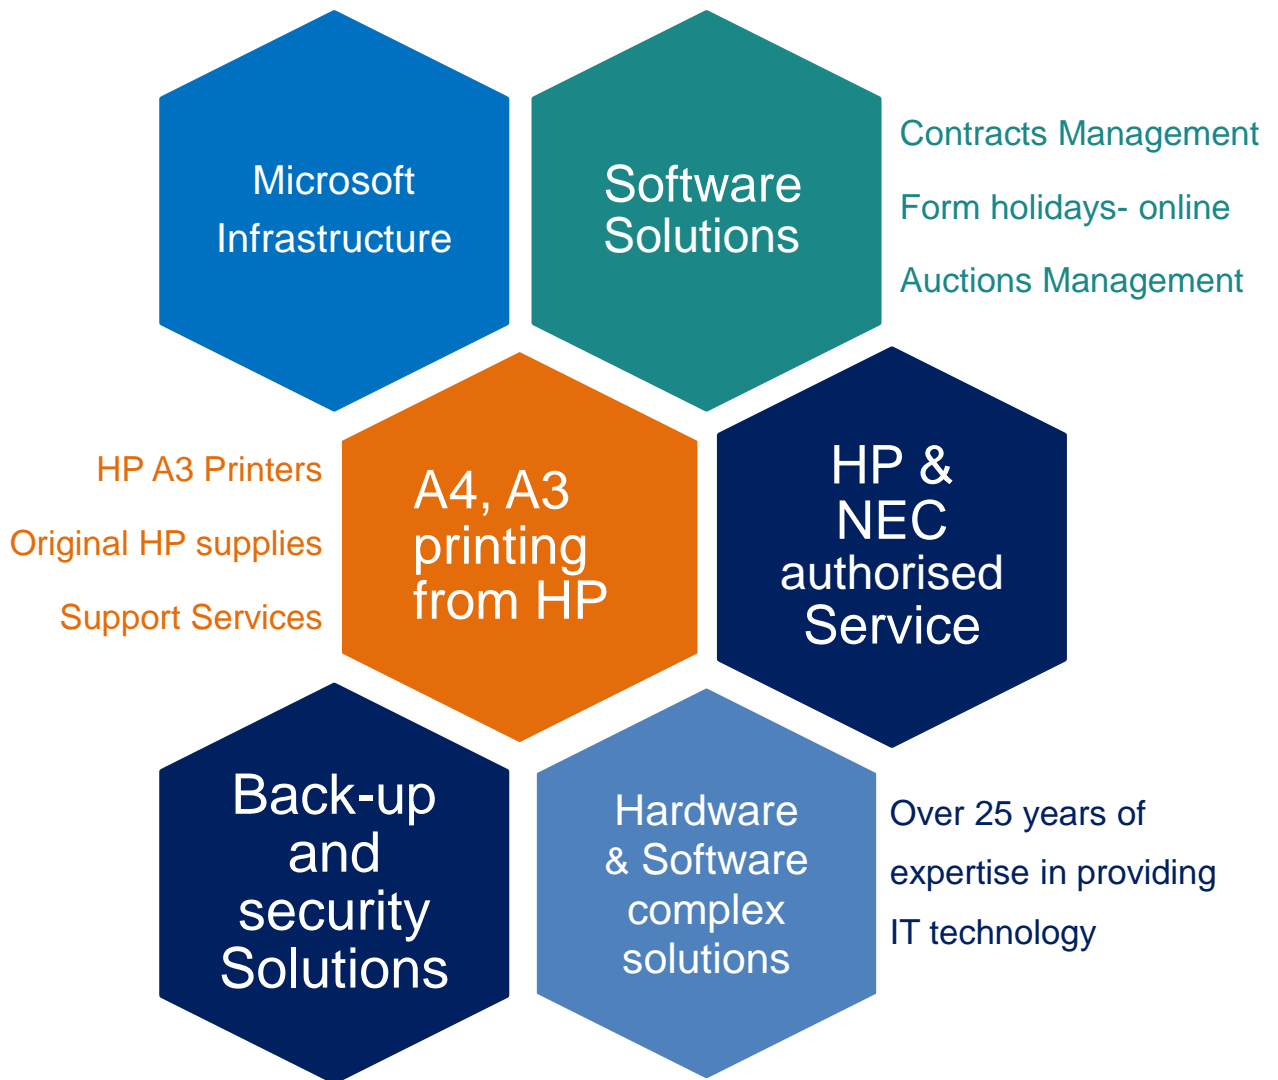 Microsoft
Infrastructure
Software
Solutions
Contracts Management
Form holidays- online
Auctions Management
HP A3 Printers
Original HP supplies
Support Services
A4, A3
printing
from HP
HP &
NEC
authorised
Service
Back-up
and
security
Solutions
Hardware
& Software
complex
solutions
Over 25 years of
expertise in providing
IT technology